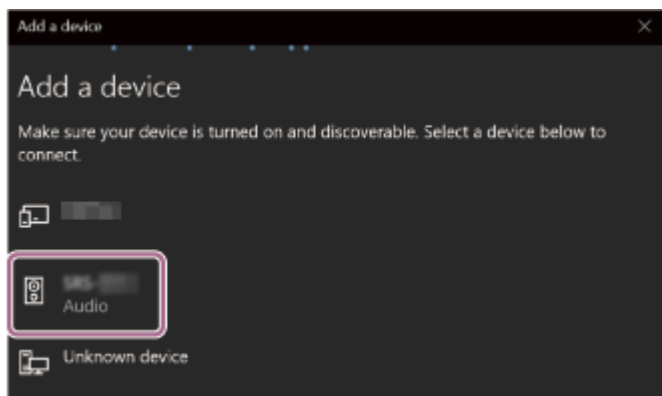 Add a device
Add a device
Make sure your device is turned on and discoverable. Select a device below to
connect.
SRS-
Audio
Unknown device